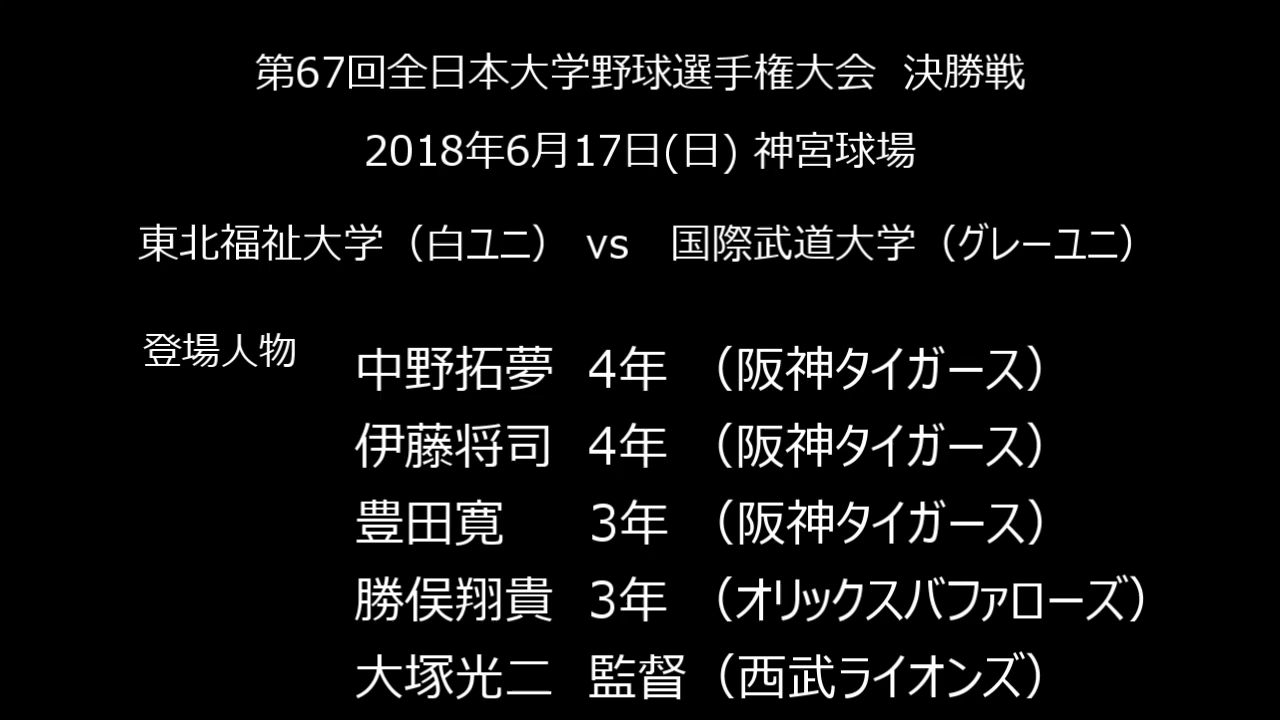 第67回全日本大学野球選手権大会 決勝戦
2018年6月17日(日) 神宮球場
東北福祉大学（白ユニ） vs 国際武道大学（グレーユニ）
登場人物 中野拓夢 4年 （阪神タイガース）
伊藤将司 4年 （阪神タイガース）
豊田寛 3年 （阪神タイガース）
勝俣翔貴 3年 （オリックスバファローズ）
大塚光二 監督（西武ライオンズ）